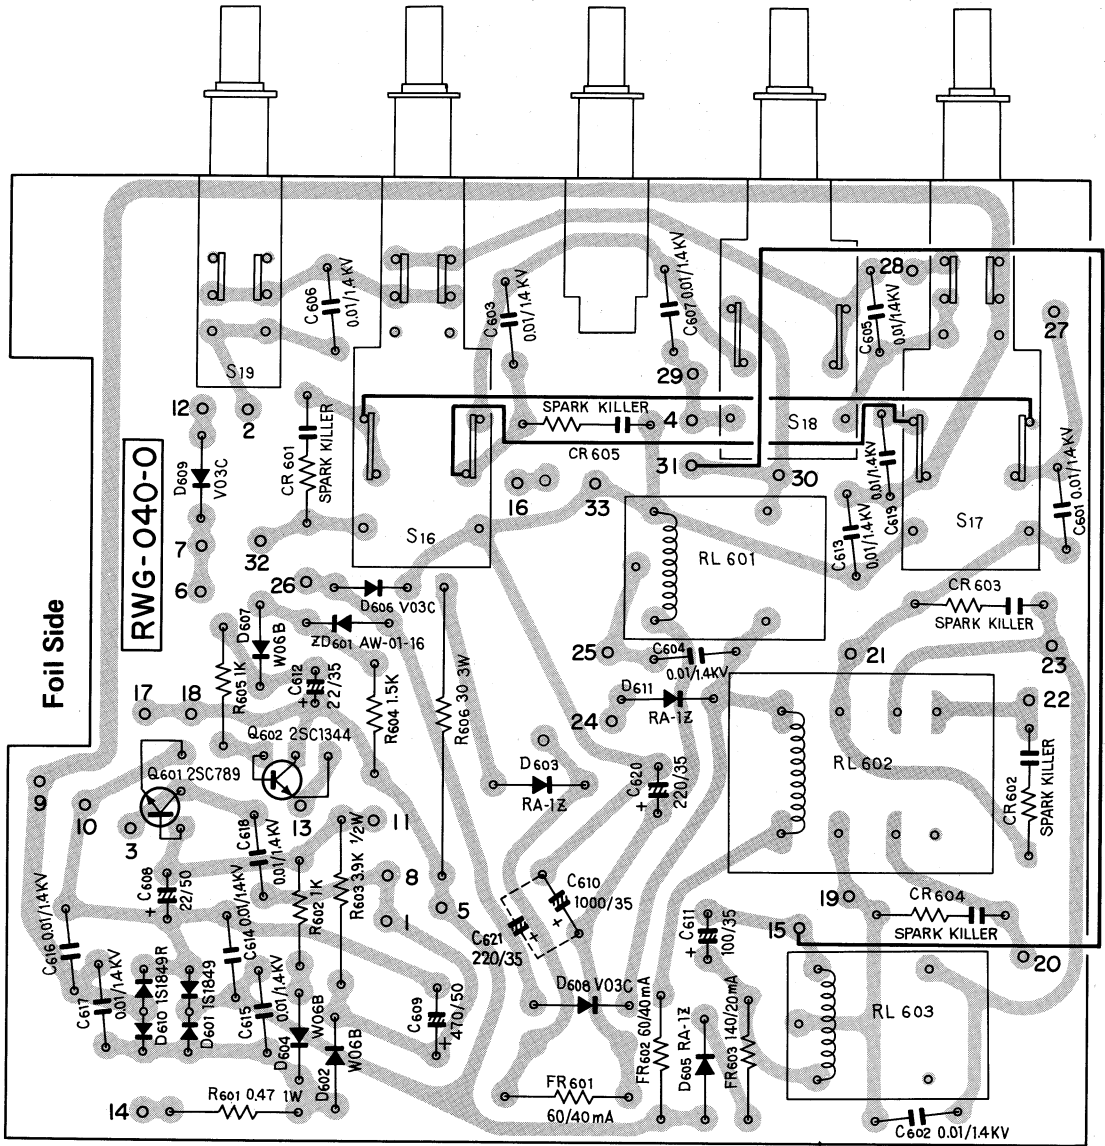 28
C606
0.01/1.4KV
C603
0.01/1.4KV
C607 0.01/1.4KV
C605
0.01/1.4KV
27
S19
29
12
2
SPARK KILLER
4
S18
CR605
31
30
D609
V03C
CR601
SPARK KILLER
16
33
C619
0.01/1.4KV
C613
0.01/1.4KV
C601 0.01/1.4KV
S16
S17
7
32
RL 601
RWG-040-0
Foil Side
6
26
D606 V03C
CR603
SPARK KILLER
D607
W06B
ZD601 AW-01-16
25
C604
0.01/1.4KV
21
23
R605 1K
C612
22/35
+
R604 1.5K
R606 30 3W
D611
RA-1Z
22
17
18
24
Q602 2SC1344
Q601 2SC789
D603
RA-1Z
C620
220/35
+
RL 602
CR602
SPARK KILLER
9
10
3
13
11
C618
0.01/1.4KV
R603 3.9K 1/2W
C608
22/50
+
R602 1K
8
1
5
C610
1000/35
+
C621
220/35
+
19
CR604
SPARK KILLER
15
C611
100/35
+
20
C616 0.01/1.4KV
C614 0.01/1.4KV
C617
0.01/1.4KV
D610 1S1849R
D601 1S1849
C615
0.01/1.4KV
D604
W06B
D602
W06B
C609
470/50
+
D608 V03C
FR602 60/40mA
D605 RA-1Z
FR603 140/20mA
RL 603
14
R601 0.47 1W
FR601
60/40mA
C602 0.01/1.4KV